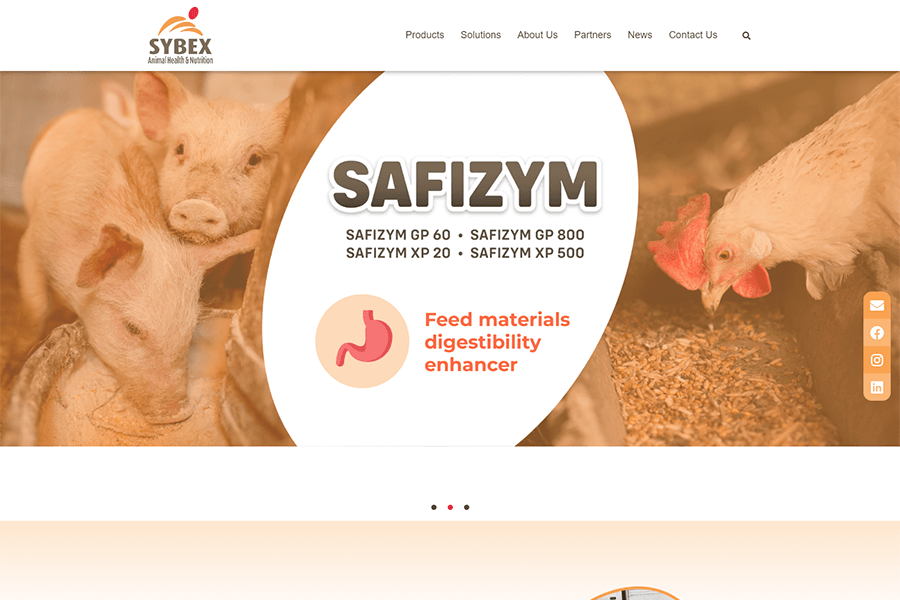 SYBEX
Animal Health & Nutrition
Products Solutions About Us Partners News Contact Us
SAFIZYM
SAFIZYM GP 60 • SAFIZYM GP 800
SAFIZYM XP 20 • SAFIZYM XP 500
Feed materials
digestibility
enhancer